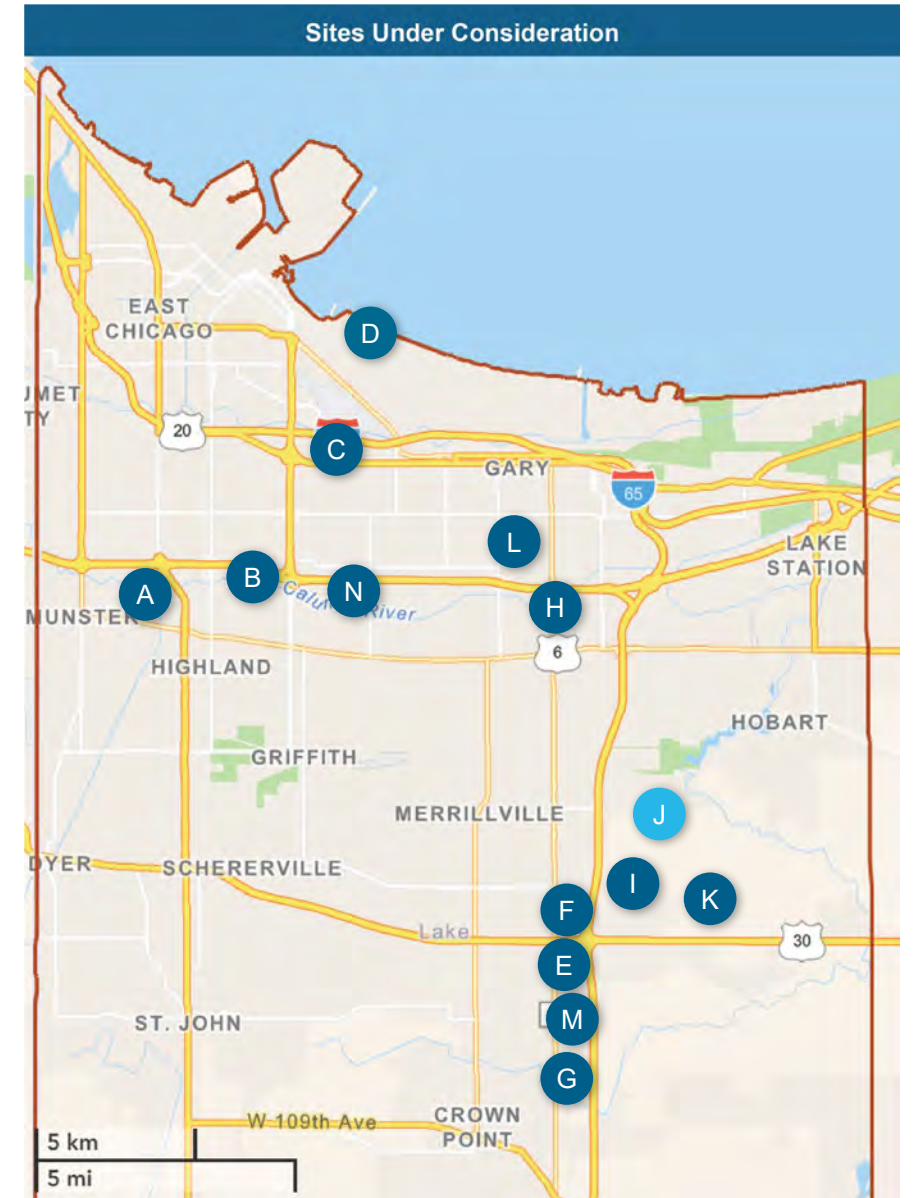 Sites Under Consideration
EAST
CHICAGO
D
UMET
TY
20
C
GARY
65
L
LAKE
STATION
A
B
N
H
Calu
River
MUNSTER
6
HIGHLAND
HOBART
GRIFFITH
MERRILLVILLE
J
DYER
SCHERERVILLE
I
K
F
Lake
30
E
M
ST. JOHN
G
W 109th Ave
CROWN
POINT
5 km
5 mi